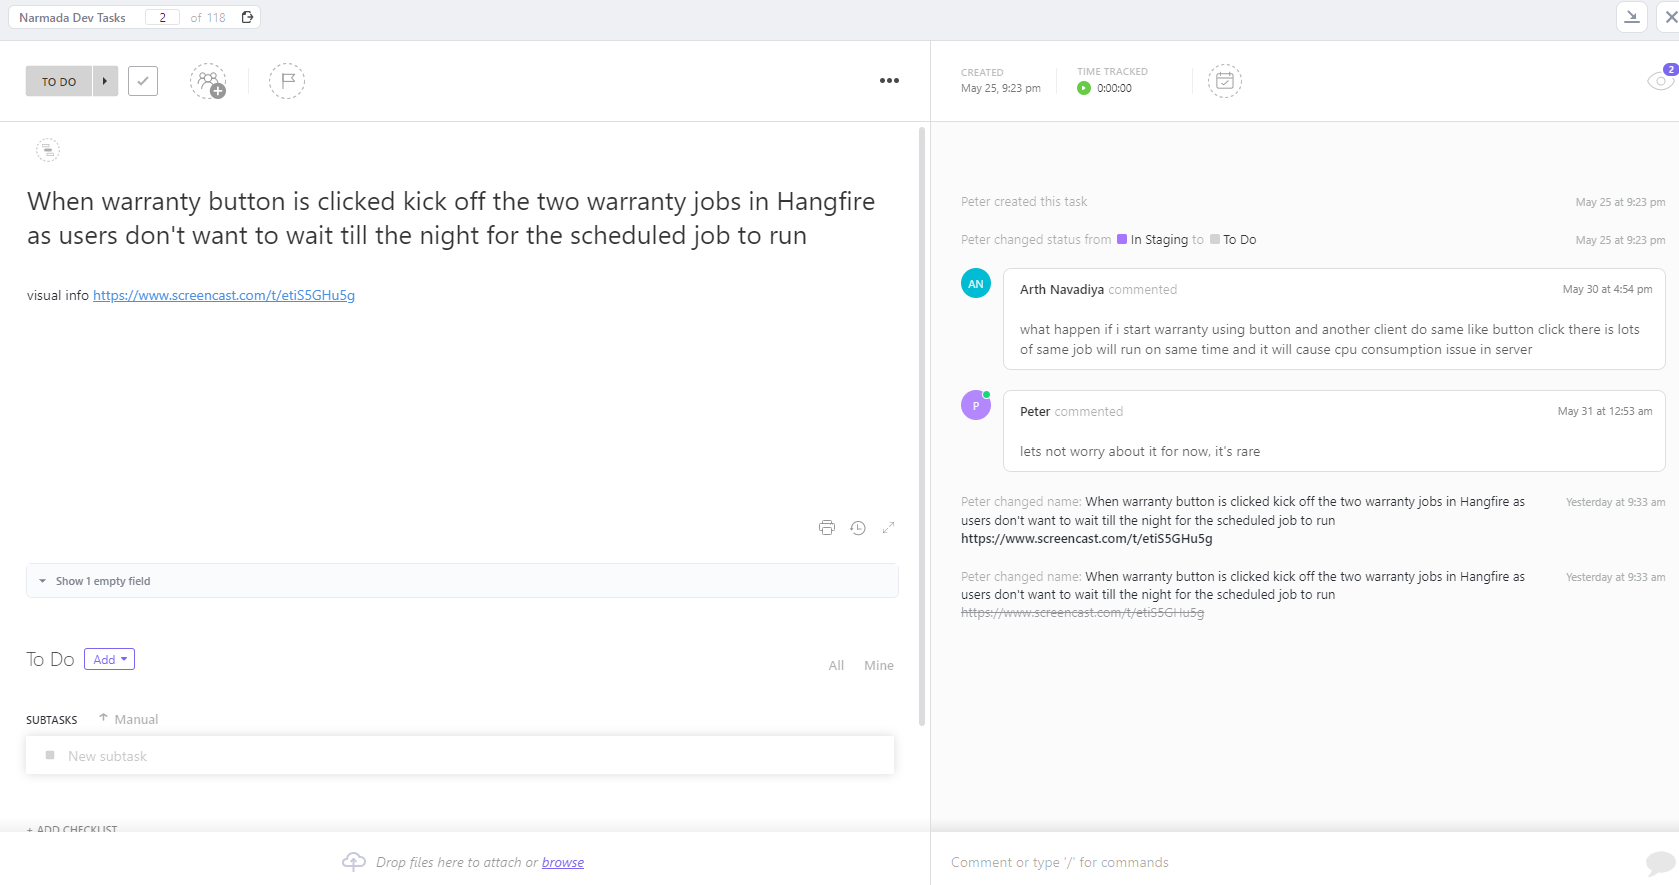 Narmada Dev Tasks 2 of 118
TO DO
CREATED
May 25, 9:23 pm
TIME TRACKED
0:00:00
2
When warranty button is clicked kick off the two warranty jobs in Hangfire
as users don't want to wait till the night for the scheduled job to run
visual info https://www.screencast.com/t/etiS5GHu5g
Show 1 empty field
To Do Add
All Mine
SUBTASKS Manual
New subtask
+ ADD CHECKLIST
Drop files here to attach or browse
Peter created this task May 25 at 9:23 pm
Peter changed status from In Staging to To Do May 25 at 9:23 pm
AN
Arth Navadiya commented May 30 at 4:54 pm
what happen if i start warranty using button and another client do same like button click there is lots
of same job will run on same time and it will cause cpu consumption issue in server
P
Peter commented May 31 at 12:53 am
lets not worry about it for now, it's rare
Peter changed name: When warranty button is clicked kick off the two warranty jobs in Hangfire as Yesterday at 9:33 am
users don't want to wait till the night for the scheduled job to run
https://www.screencast.com/t/etiS5GHu5g
Peter changed name: When warranty button is clicked kick off the two warranty jobs in Hangfire as Yesterday at 9:33 am
users don't want to wait till the night for the scheduled job to run
https://www.screencast.com/t/etiS5GHu5g
Comment or type '/' for commands